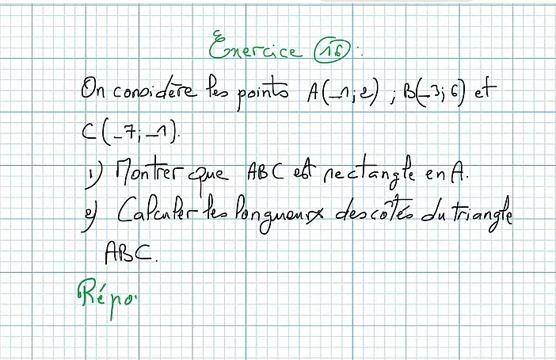 Exercice 16 :
On considère les points A(-1;2) ; B(-3;6) et
C(-7;-1).
1) Montrer que ABC est rectangle en A.
2) Calculer les longueurs des côtés du triangle
ABC.
Répo